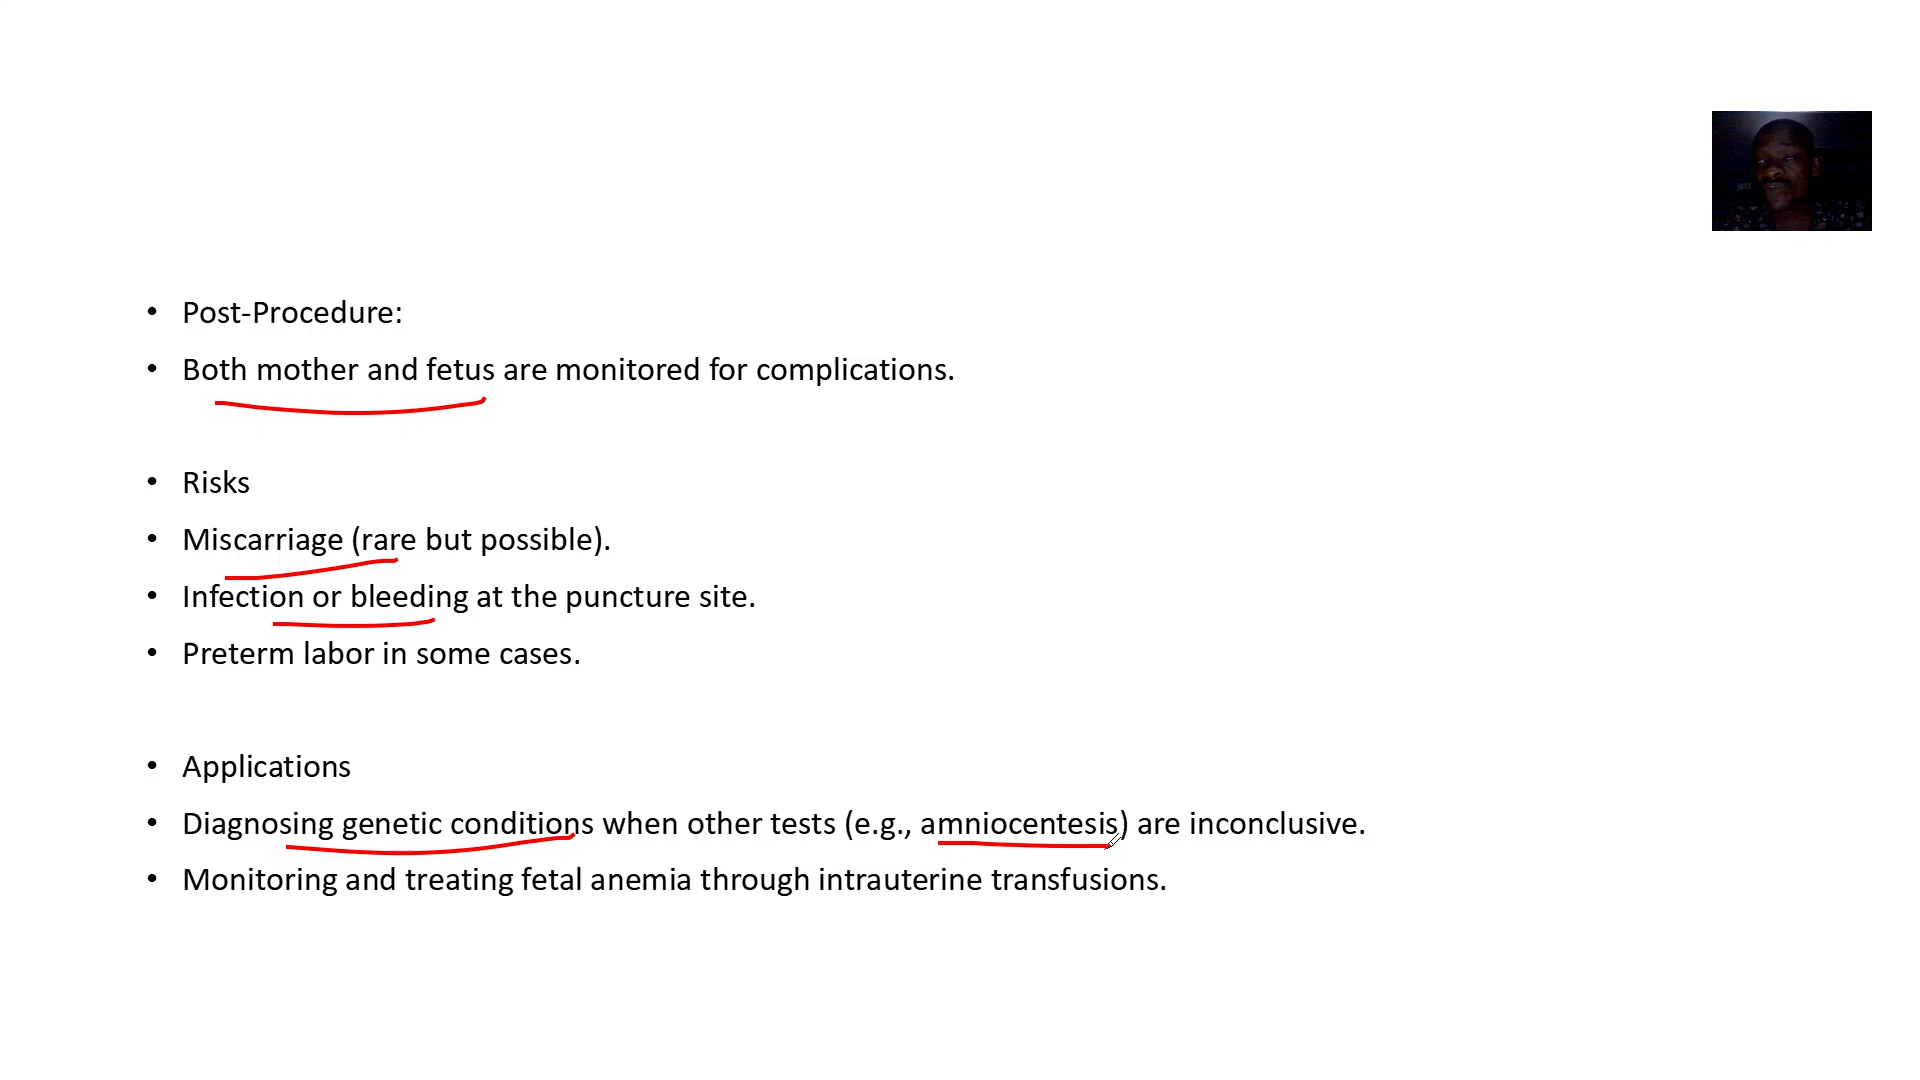 • Post-Procedure:
• Both mother and fetus are monitored for complications.
• Risks
• Miscarriage (rare but possible).
• Infection or bleeding at the puncture site.
• Preterm labor in some cases.
• Applications
• Diagnosing genetic conditions when other tests (e.g., amniocentesis) are inconclusive.
• Monitoring and treating fetal anemia through intrauterine transfusions.